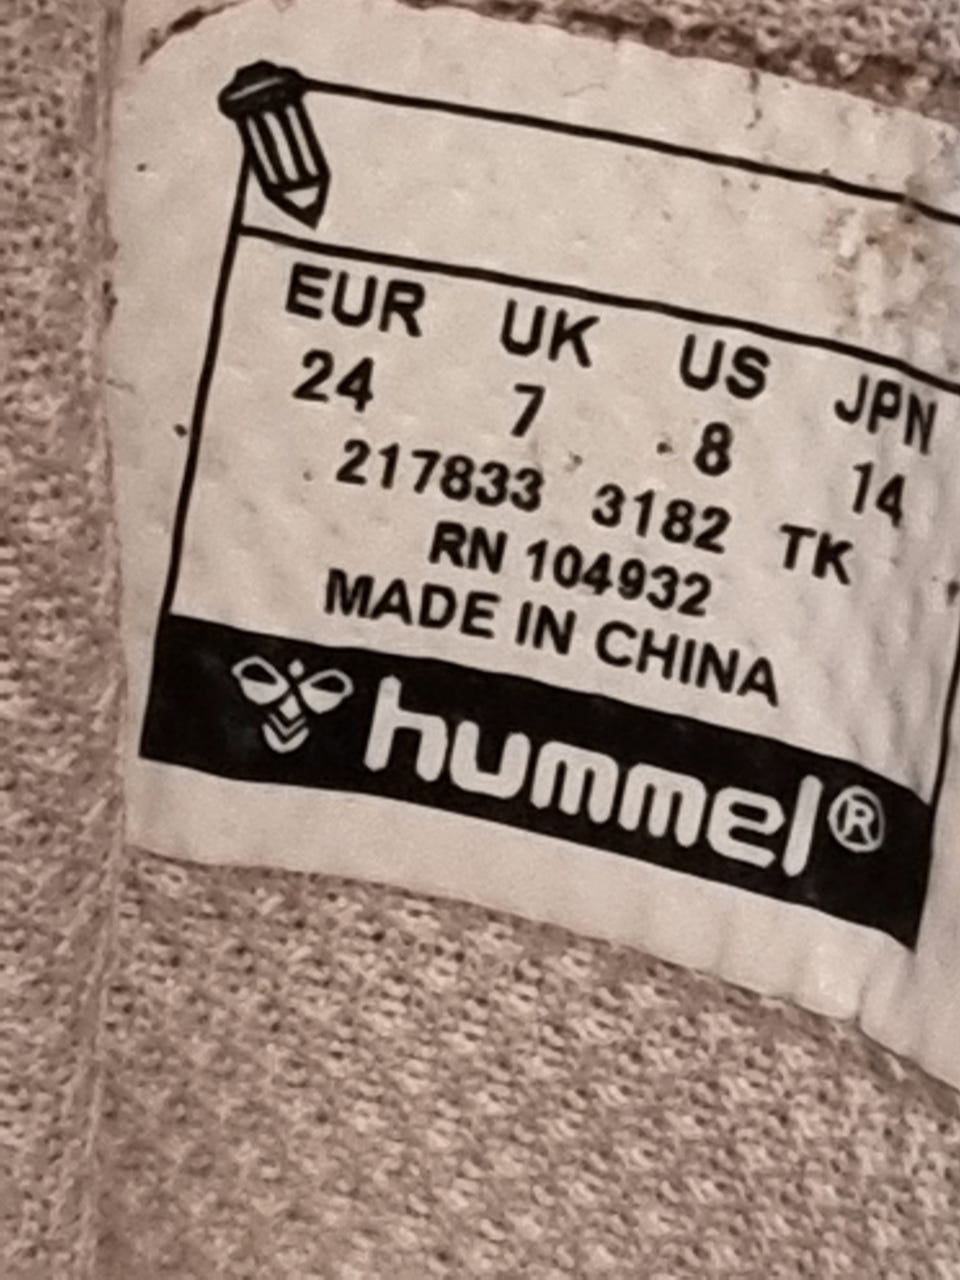 EUR UK US JPN
24 7 8 14
217833 3182 TK
RN 104932
MADE IN CHINA
hummel®